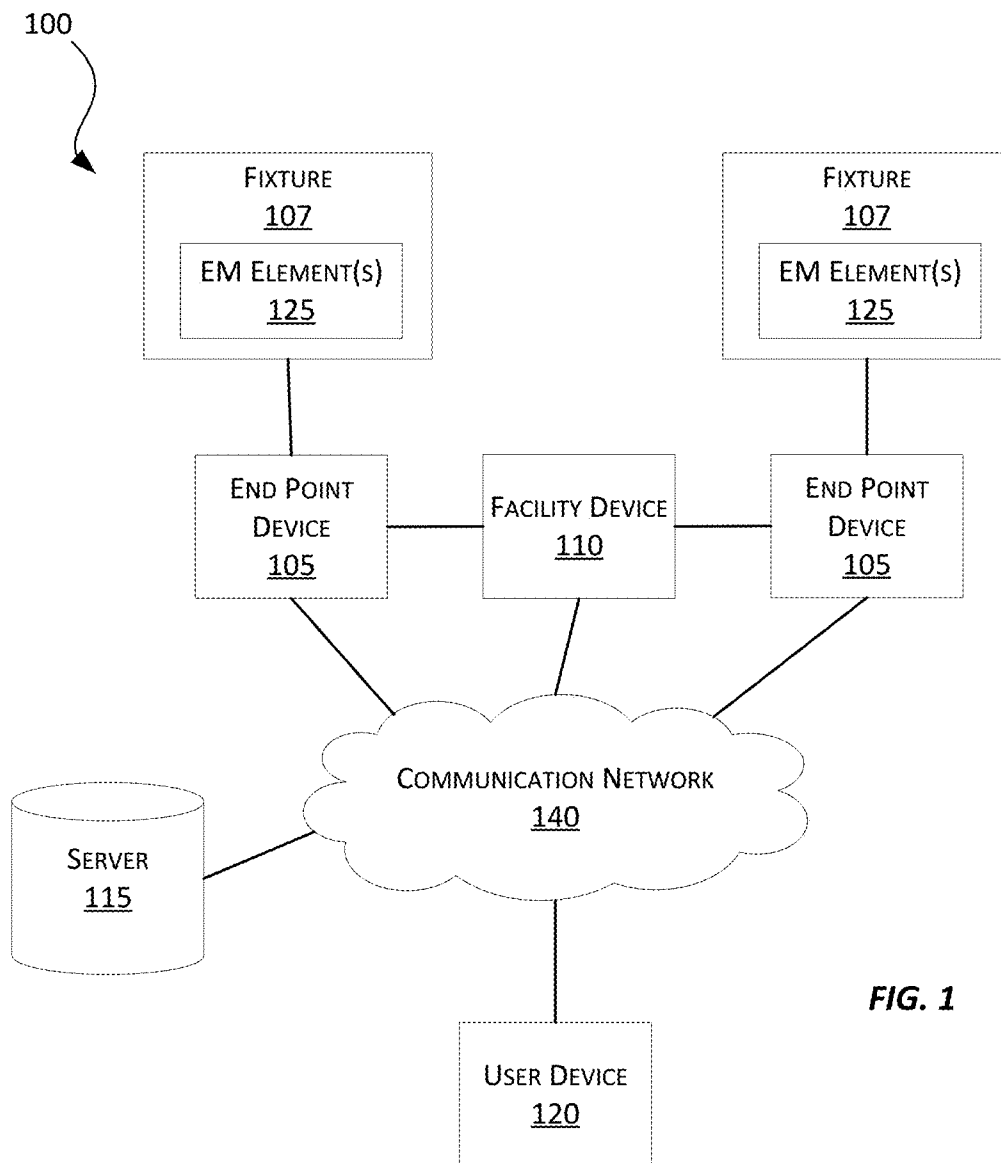 100
FIXTURE
107
EM ELEMENT(S)
125
FIXTURE
107
EM ELEMENT(S)
125
END POINT
DEVICE
105
FACILITY DEVICE
110
END POINT
DEVICE
105
COMMUNICATION NETWORK
140
SERVER
115
FIG. 1
USER DEVICE
120